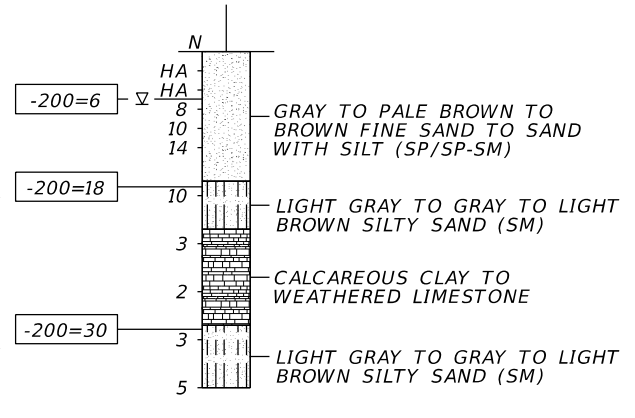 N
HA
HA
-200=6
8
GRAY TO PALE BROWN TO
BROWN FINE SAND TO SAND
WITH SILT (SP/SP-SM)
10
14
-200=18
10
LIGHT GRAY TO GRAY TO LIGHT
BROWN SILTY SAND (SM)
3
CALCAREOUS CLAY TO
WEATHERED LIMESTONE
2
-200=30
3
LIGHT GRAY TO GRAY TO LIGHT
BROWN SILTY SAND (SM)
5